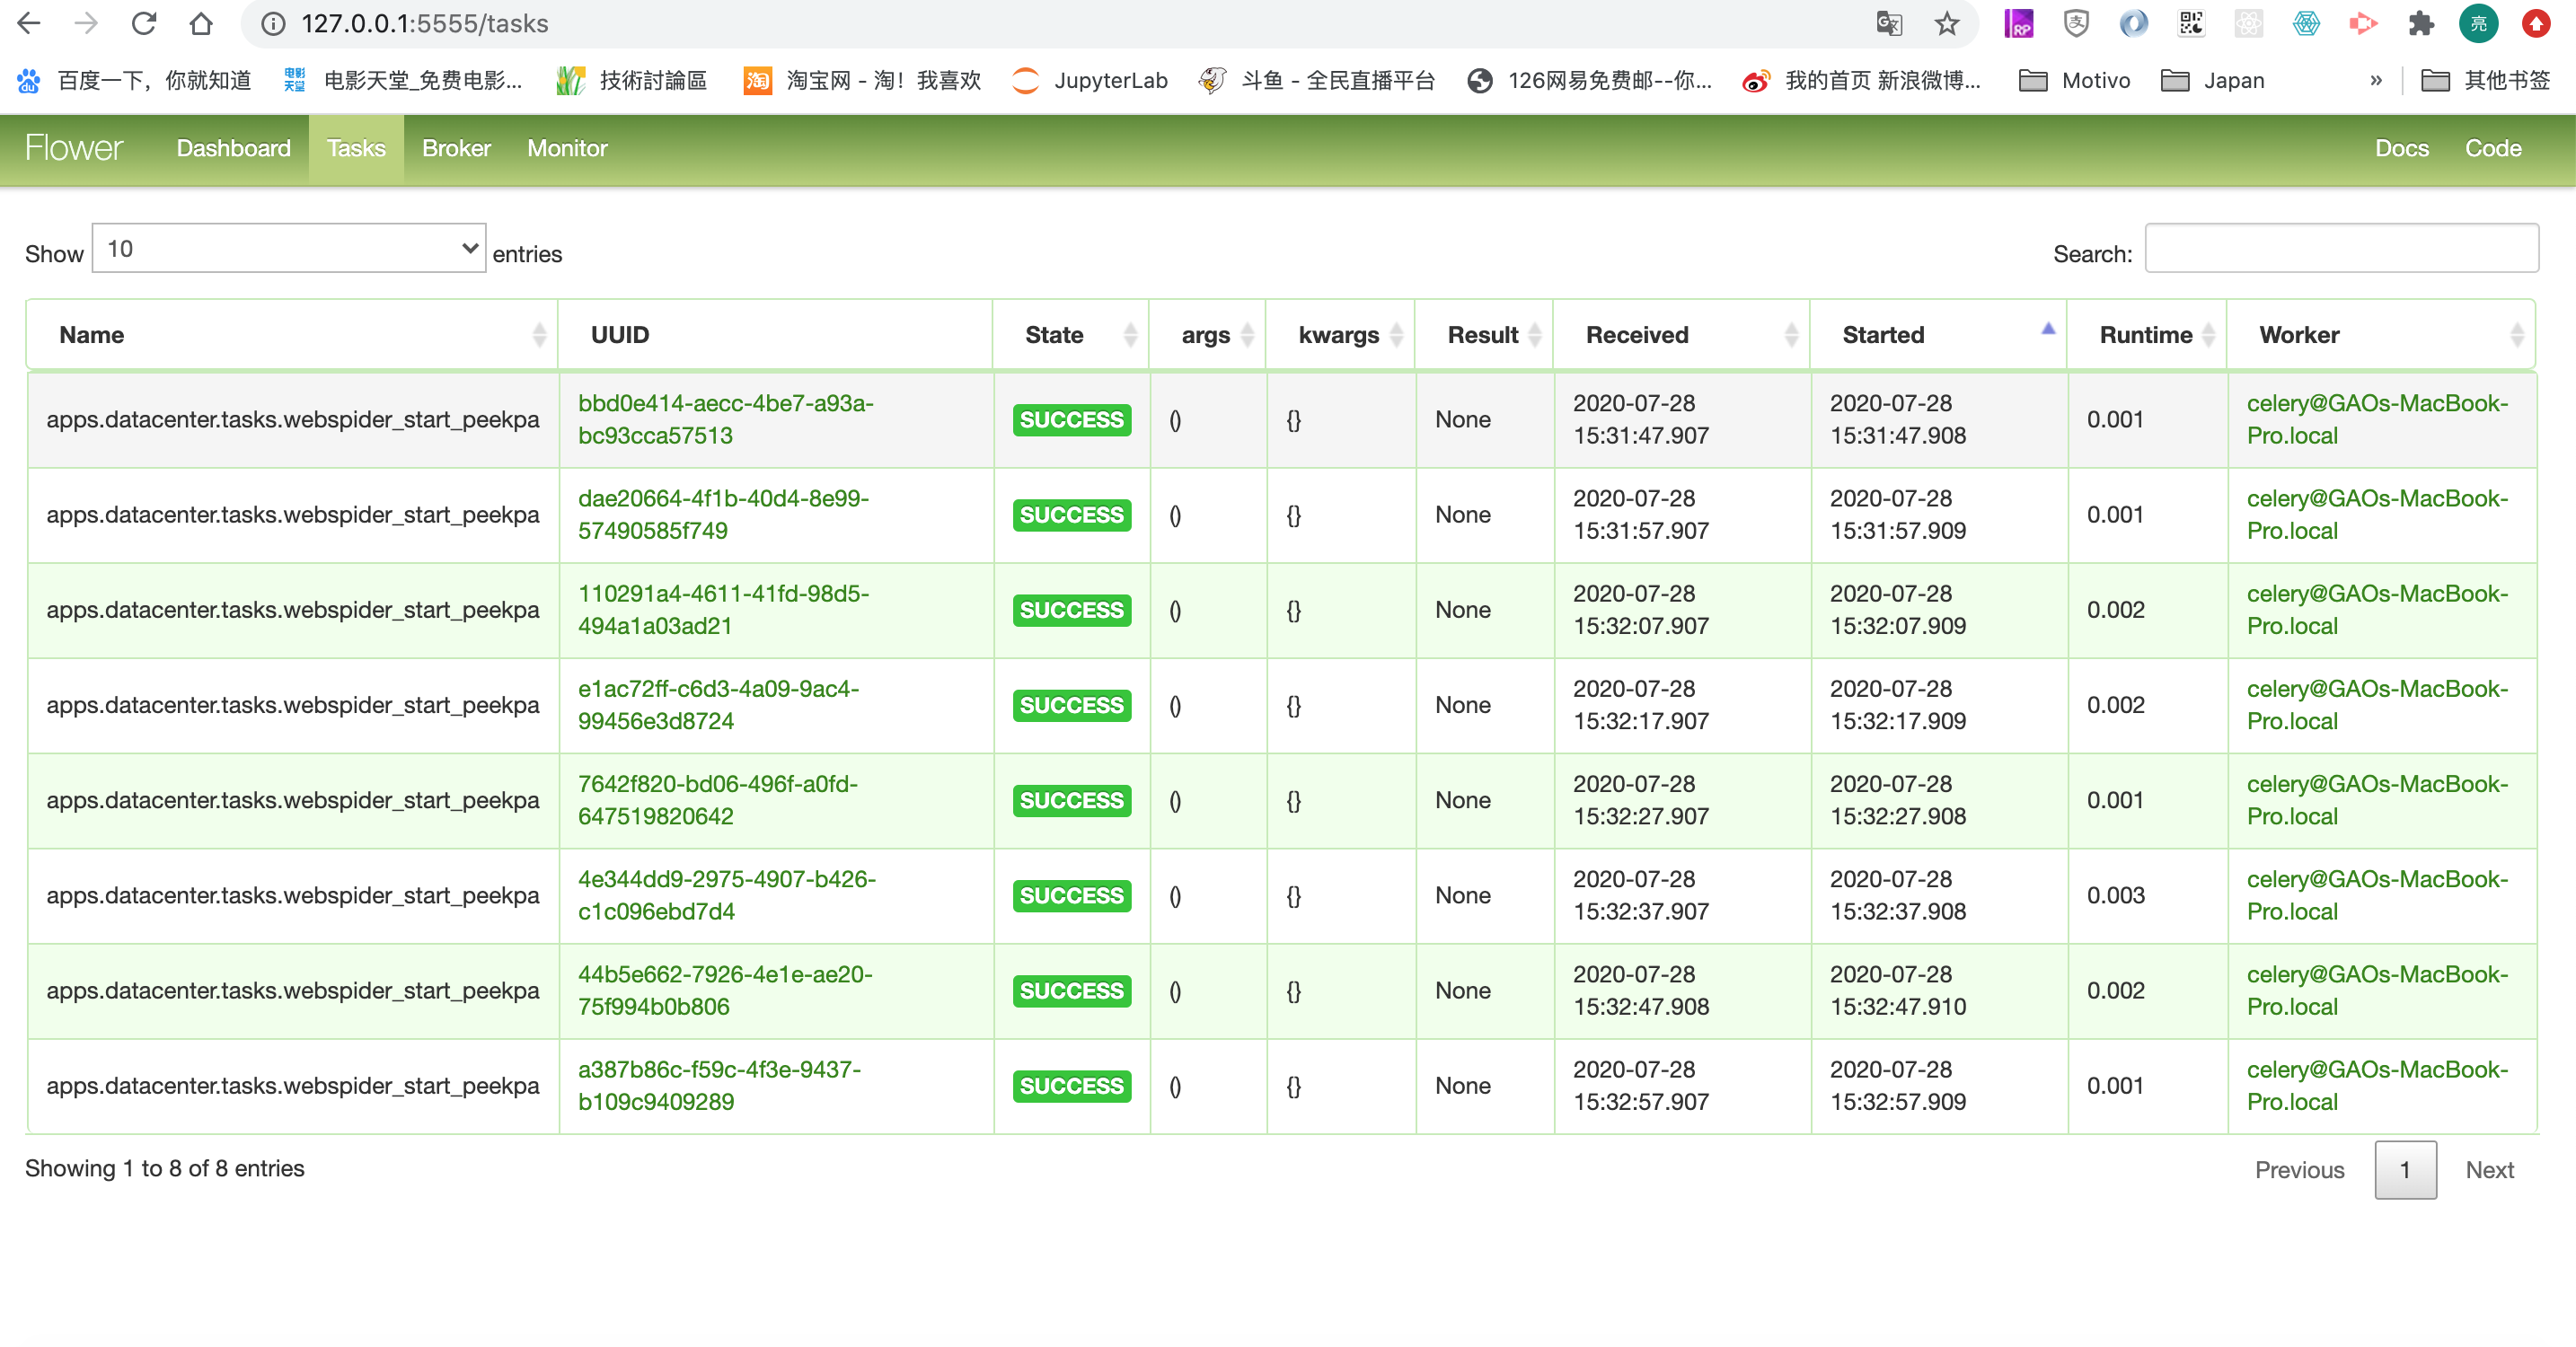 127.0.0.1:5555/tasks
百度一下，你就知道 电影天堂 电影天堂_免费电影... 技術討論區 淘 淘宝网 - 淘！我喜欢 JupyterLab 斗鱼 - 全民直播平台 126网易免费邮--你... 我的首页 新浪微博... Motivo Japan » 其他书签
RP 支 亮
Flower Dashboard Tasks Broker Monitor Docs Code
Show 10 entries Search:
Name UUID State args kwargs Result Received Started Runtime Worker
apps.datacenter.tasks.webspider_start_peekpa bbd0e414-aecc-4be7-a93a-bc93cca57513 SUCCESS () {} None 2020-07-28 15:31:47.907 2020-07-28 15:31:47.908 0.001 celery@GAOs-MacBook-Pro.local
apps.datacenter.tasks.webspider_start_peekpa dae20664-4f1b-40d4-8e99-57490585f749 SUCCESS () {} None 2020-07-28 15:31:57.907 2020-07-28 15:31:57.909 0.001 celery@GAOs-MacBook-Pro.local
apps.datacenter.tasks.webspider_start_peekpa 110291a4-4611-41fd-98d5-494a1a03ad21 SUCCESS () {} None 2020-07-28 15:32:07.907 2020-07-28 15:32:07.909 0.002 celery@GAOs-MacBook-Pro.local
apps.datacenter.tasks.webspider_start_peekpa e1ac72ff-c6d3-4a09-9ac4-99456e3d8724 SUCCESS () {} None 2020-07-28 15:32:17.907 2020-07-28 15:32:17.909 0.002 celery@GAOs-MacBook-Pro.local
apps.datacenter.tasks.webspider_start_peekpa 7642f820-bd06-496f-a0fd-647519820642 SUCCESS () {} None 2020-07-28 15:32:27.907 2020-07-28 15:32:27.908 0.001 celery@GAOs-MacBook-Pro.local
apps.datacenter.tasks.webspider_start_peekpa 4e344dd9-2975-4907-b426-c1c096ebd7d4 SUCCESS () {} None 2020-07-28 15:32:37.907 2020-07-28 15:32:37.908 0.003 celery@GAOs-MacBook-Pro.local
apps.datacenter.tasks.webspider_start_peekpa 44b5e662-7926-4e1e-ae20-75f994b0b806 SUCCESS () {} None 2020-07-28 15:32:47.908 2020-07-28 15:32:47.910 0.002 celery@GAOs-MacBook-Pro.local
apps.datacenter.tasks.webspider_start_peekpa a387b86c-f59c-4f3e-9437-b109c9409289 SUCCESS () {} None 2020-07-28 15:32:57.907 2020-07-28 15:32:57.909 0.001 celery@GAOs-MacBook-Pro.local
Showing 1 to 8 of 8 entries Previous 1 Next